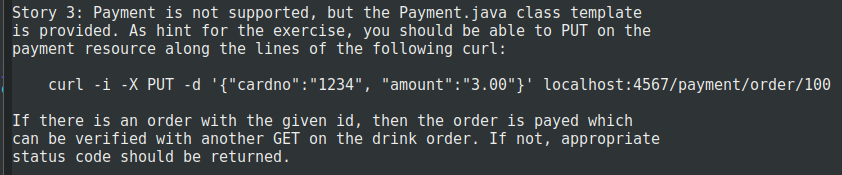 Story 3: Payment is not supported, but the Payment.java class template
is provided. As hint for the exercise, you should be able to PUT on the
payment resource along the lines of the following curl:
curl -i -X PUT -d '{"cardno":"1234", "amount":"3.00"}' localhost:4567/payment/order/100
If there is an order with the given id, then the order is payed which
can be verified with another GET on the drink order. If not, appropriate
status code should be returned.